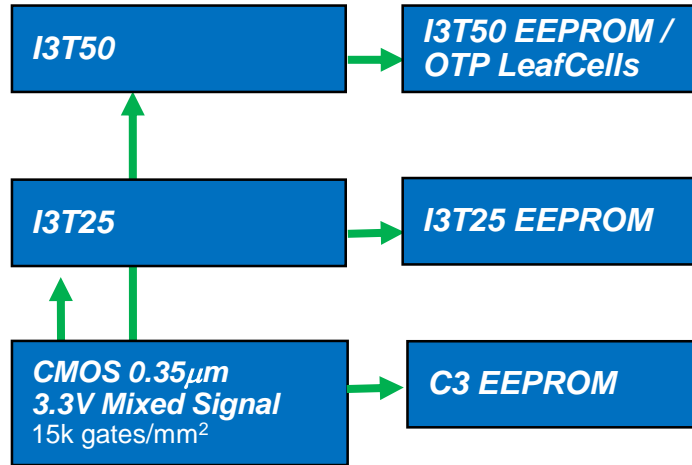 I3T50
I3T50 EEPROM /
OTP LeafCells
I3T25
I3T25 EEPROM
CMOS 0.35μm
3.3V Mixed Signal
15k gates/mm²
C3 EEPROM